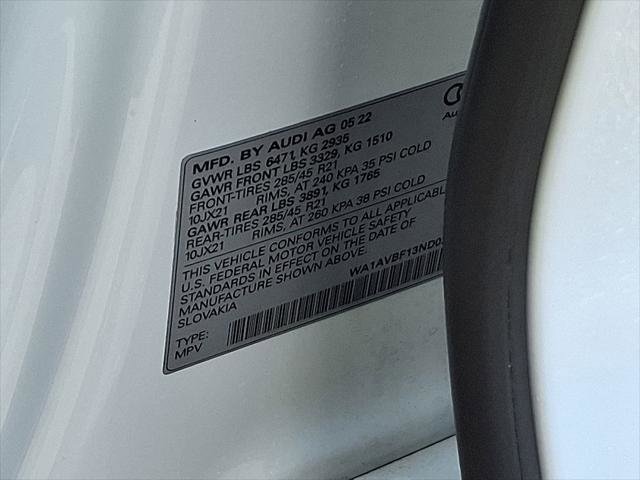 MFD. BY AUDI AG 05 22
GVWR LBS 6471, KG 2935
GAWR FRONT LBS 3329, KG 1510
FRONT-TIRES 285/45 R21
10JX21 RIMS, AT 240 KPA 35 PSI COLD
GAWR REAR LBS 3891, KG 1765
REAR-TIRES 285/45 R21
10JX21 RIMS, AT 260 KPA 38 PSI COLD
THIS VEHICLE CONFORMS TO ALL APPLICABLE
U.S. FEDERAL MOTOR VEHICLE SAFETY
STANDARDS IN EFFECT ON THE DATE OF
MANUFACTURE SHOWN ABOVE.
SLOVAKIA
WA1AVBF13ND0
TYPE:
MPV